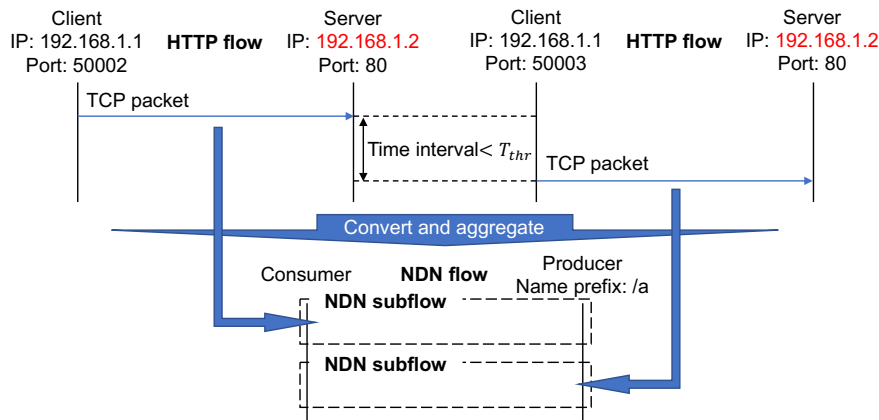 Client
IP: 192.168.1.1
Port: 50002
HTTP flow
Server
IP: 192.168.1.2
Port: 80
Client
IP: 192.168.1.1
Port: 50003
HTTP flow
Server
IP: 192.168.1.2
Port: 80
TCP packet
Time interval< T_thr
TCP packet
Convert and aggregate
Consumer
NDN flow
Producer
Name prefix: /a
NDN subflow
NDN subflow